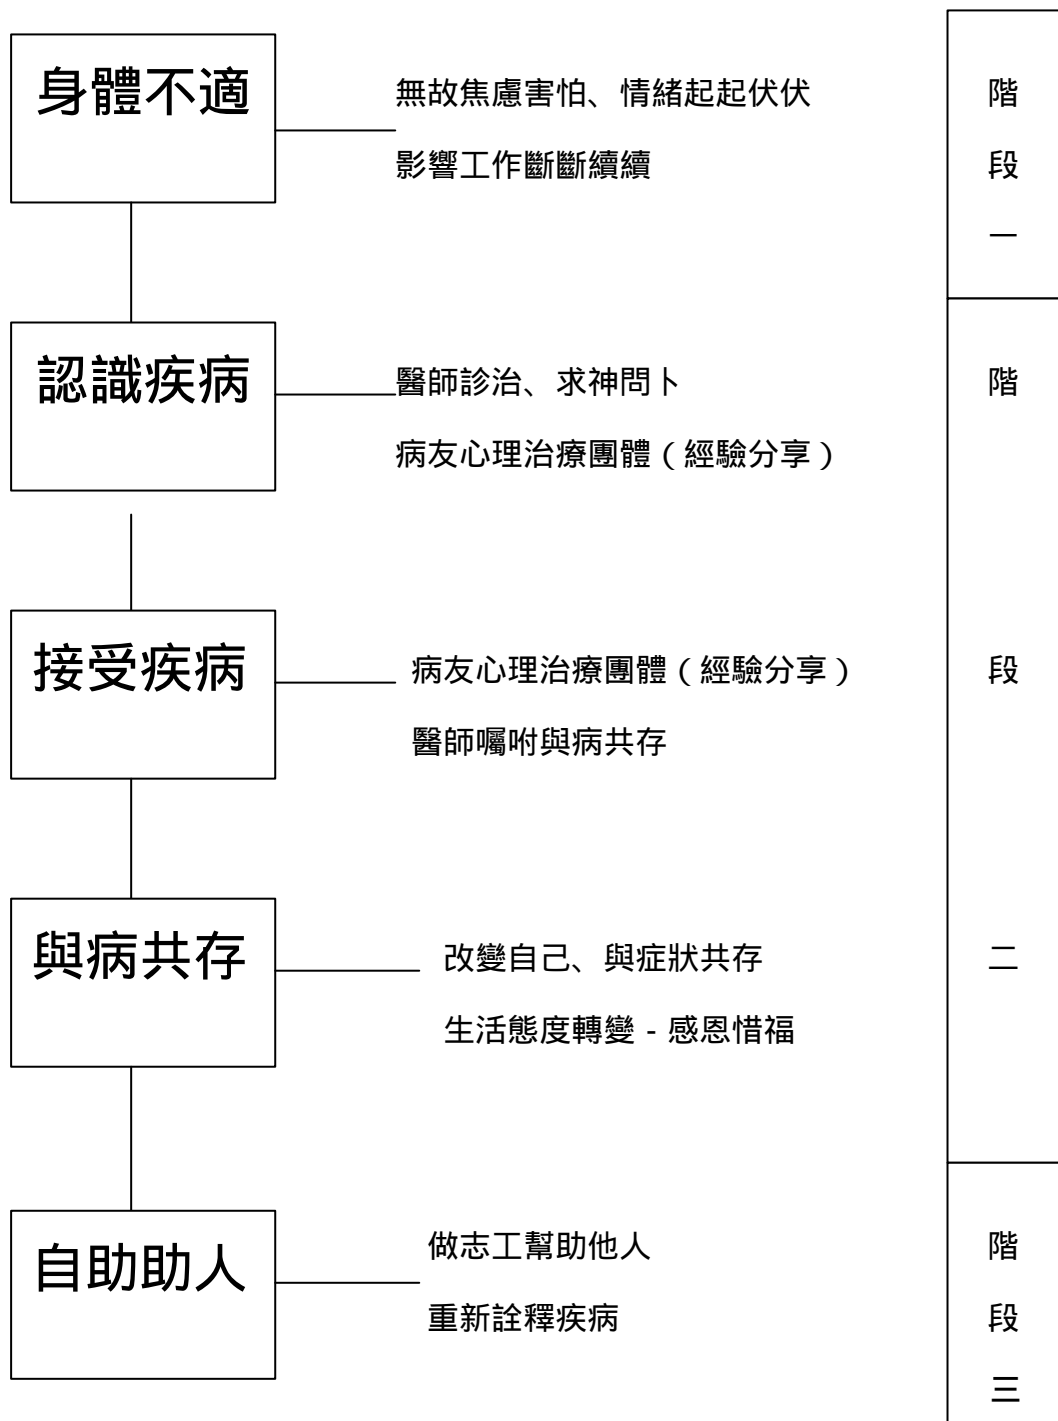 身體不適
無故焦慮害怕、情緒起起伏伏
影響工作斷斷續續
階
段
一
認識疾病
醫師診治、求神問卜
病友心理治療團體（經驗分享）
接受疾病
病友心理治療團體（經驗分享）
醫師囑咐與病共存
與病共存
改變自己、與症狀共存
生活態度轉變－感恩惜福
階
段
二
自助助人
做志工幫助他人
重新詮釋疾病
階
段
三